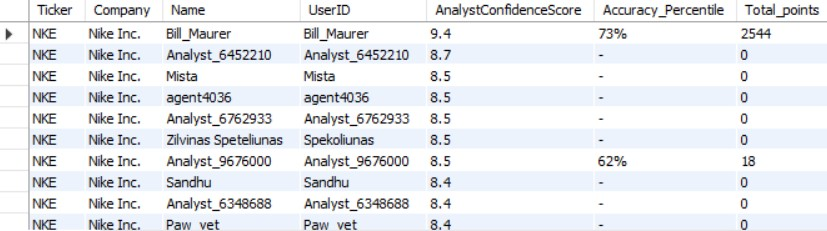 Ticker Company Name UserID AnalystConfidenceScore Accuracy_Percentile Total_points
NKE Nike Inc. Bill_Maurer Bill_Maurer 9.4 73% 2544
NKE Nike Inc. Analyst_6452210 Analyst_6452210 8.7 - 0
NKE Nike Inc. Mista Mista 8.5 - 0
NKE Nike Inc. agent4036 agent4036 8.5 - 0
NKE Nike Inc. Analyst_6762933 Analyst_6762933 8.5 - 0
NKE Nike Inc. Zilvinas Speteliunas Spekoliunas 8.5 - 0
NKE Nike Inc. Analyst_9676000 Analyst_9676000 8.5 62% 18
NKE Nike Inc. Sandhu Sandhu 8.4 - 0
NKE Nike Inc. Analyst_6348688 Analyst_6348688 8.4 - 0
NKE Nike Inc. Paw_vet Paw_vet 8.4 - 0